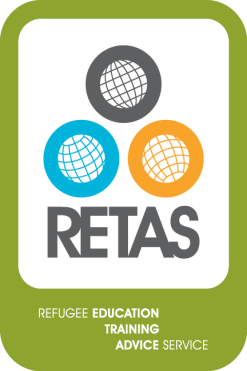 RETAS
REFUGEE EDUCATION
TRAINING
ADVICE SERVICE